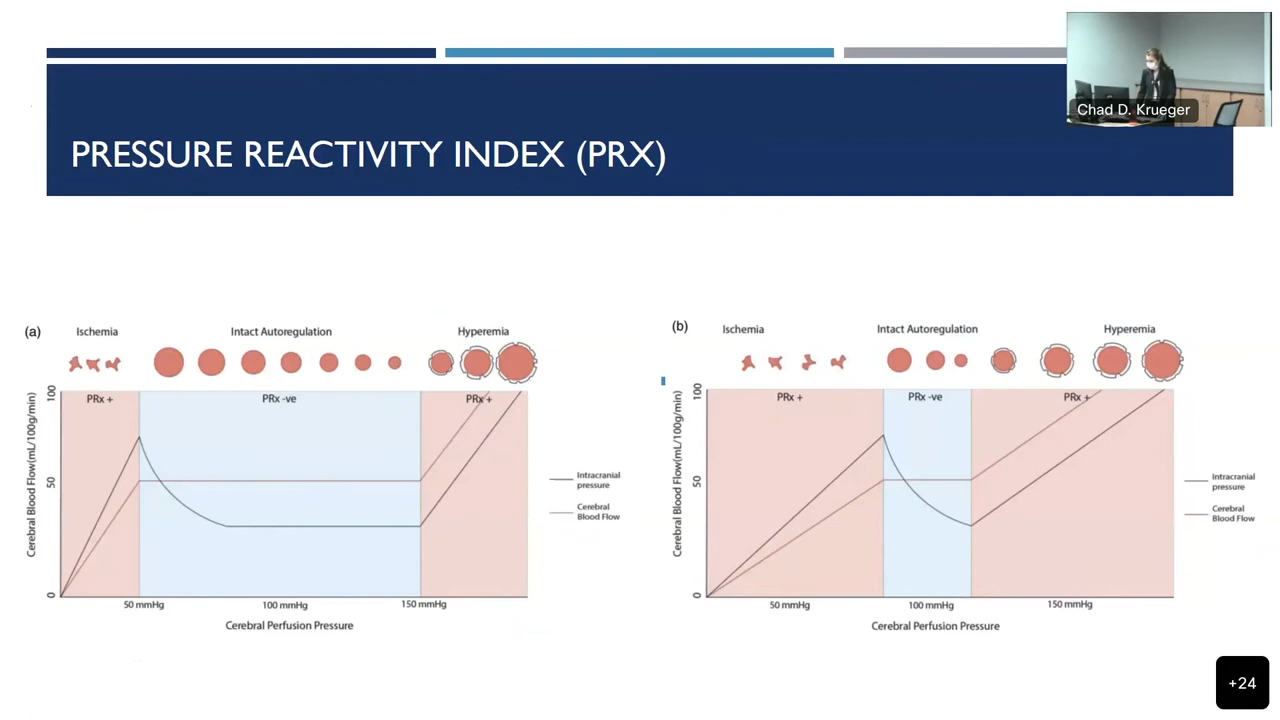 Chad D. Krueger
PRESSURE REACTIVITY INDEX (PRX)
(a)
Ischemia
Intact Autoregulation
Hyperemia
PRx +
PRx -ve
PRx +
Cerebral Blood Flow(mL/100g/min)
100
50
0
50 mmHg
100 mmHg
150 mmHg
Cerebral Perfusion Pressure
Intracranial
pressure
Cerebral
Blood Flow
(b)
Ischemia
Intact Autoregulation
Hyperemia
PRx +
PRx -ve
PRx +
Cerebral Blood Flow(mL/100g/min)
100
50
0
50 mmHg
100 mmHg
150 mmHg
Cerebral Perfusion Pressure
Intracranial
pressure
Cerebral
Blood Flow
+24